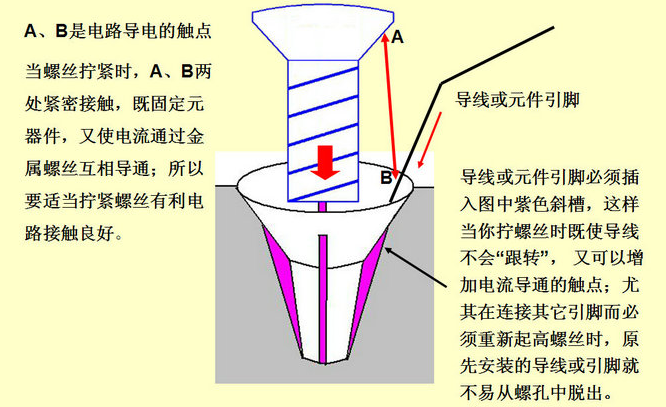 A、B是电路导电的触点
当螺丝拧紧时，A、B两
处紧密接触，既固定元
器件，又使电流通过金
属螺丝互相导通；所以
要适当拧紧螺丝有利电
路接触良好。
A
B
导线或元件引脚
导线或元件引脚必须插
入图中紫色斜槽，这样
当你拧螺丝时既使导线
不会“跟转”， 又可以增
加电流导通的触点；尤
其在连接其它引脚而必
须重新起高螺丝时，原
先安装的导线或引脚就
不易从螺孔中脱出。